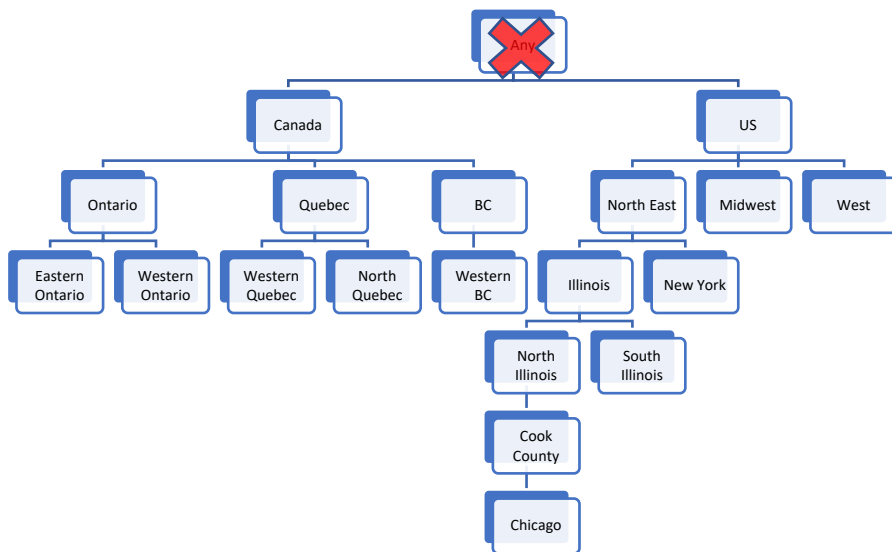 Any
Canada
US
Ontario
Quebec
BC
North East
Midwest
West
Eastern
Ontario
Western
Ontario
Western
Quebec
North
Quebec
Western
BC
Illinois
New York
North
Illinois
South
Illinois
Cook
County
Chicago